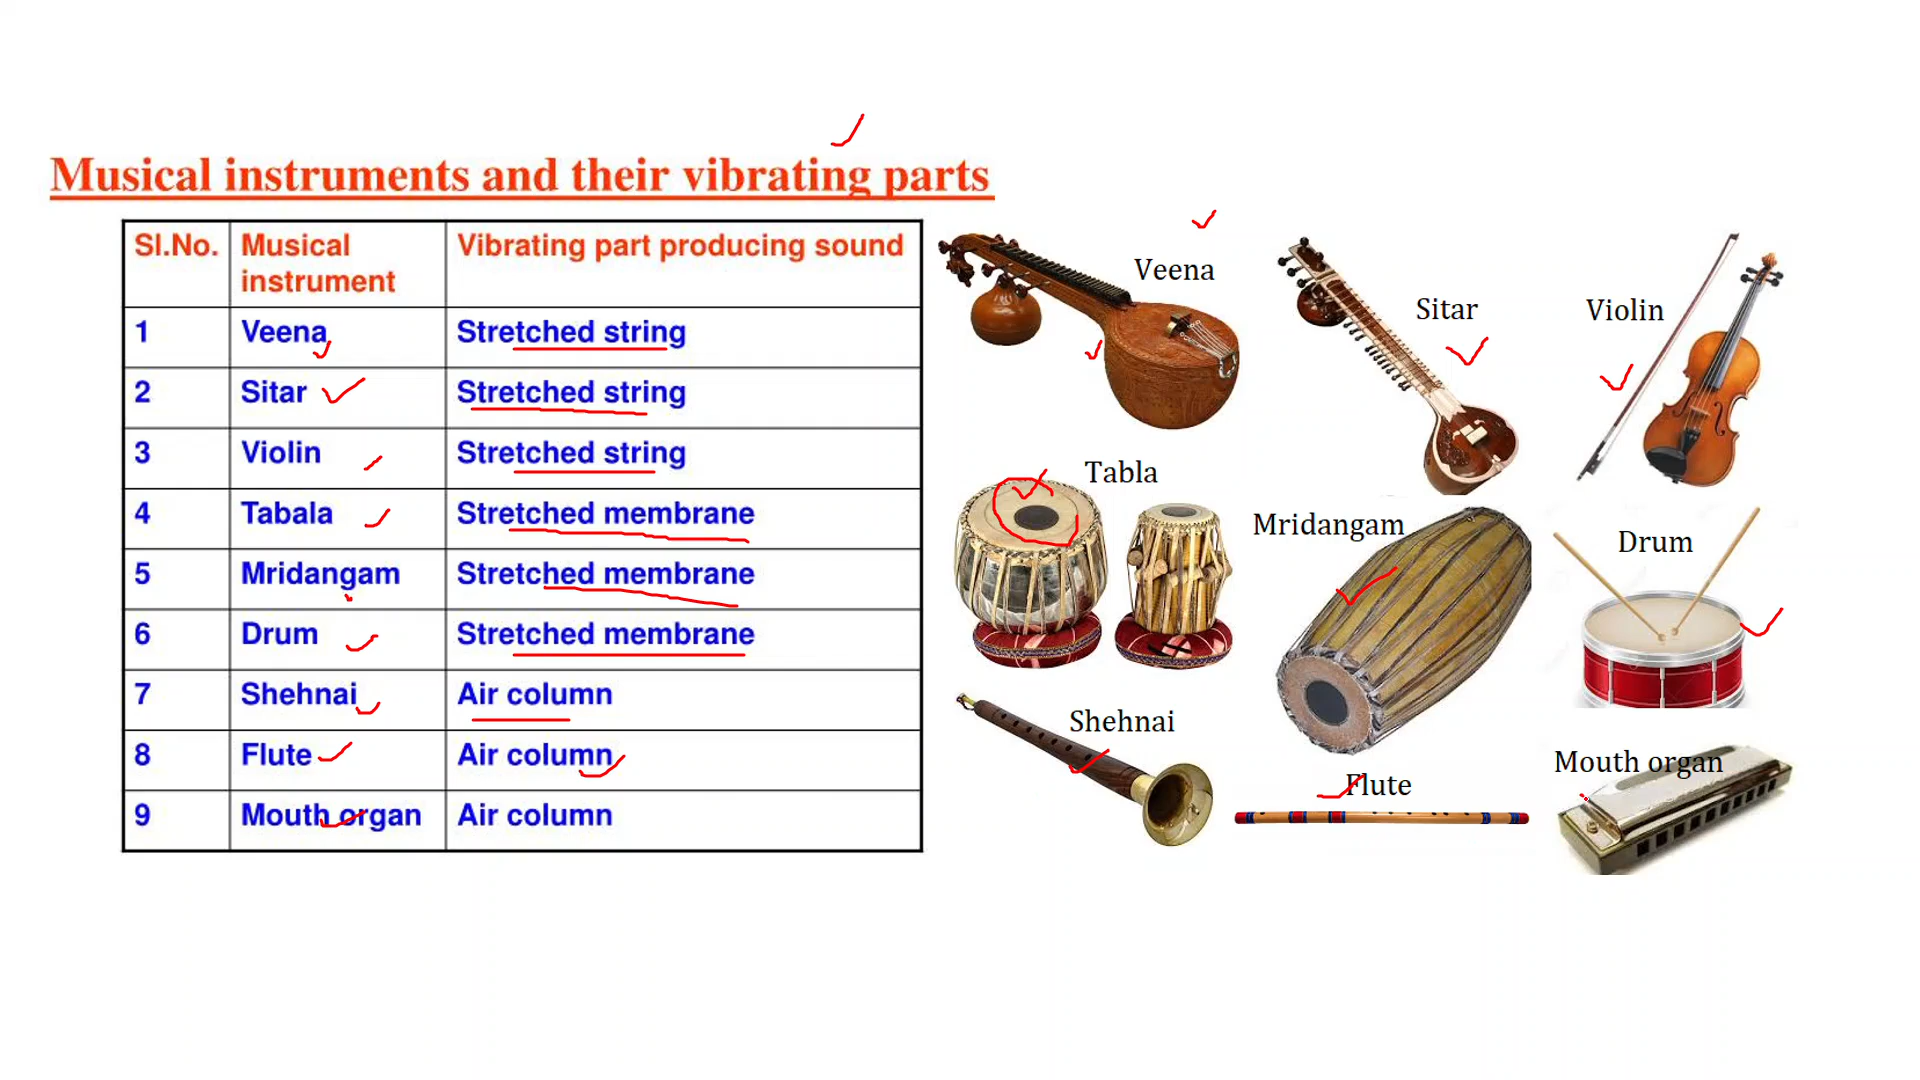 Musical instruments and their vibrating parts
Sl.No. Musical instrument Vibrating part producing sound
1 Veena Stretched string
2 Sitar Stretched string
3 Violin Stretched string
4 Tabala Stretched membrane
5 Mridangam Stretched membrane
6 Drum Stretched membrane
7 Shehnai Air column
8 Flute Air column
9 Mouth organ Air column
Veena
Sitar
Violin
Tabla
Mridangam
Drum
Shehnai
Flute
Mouth organ